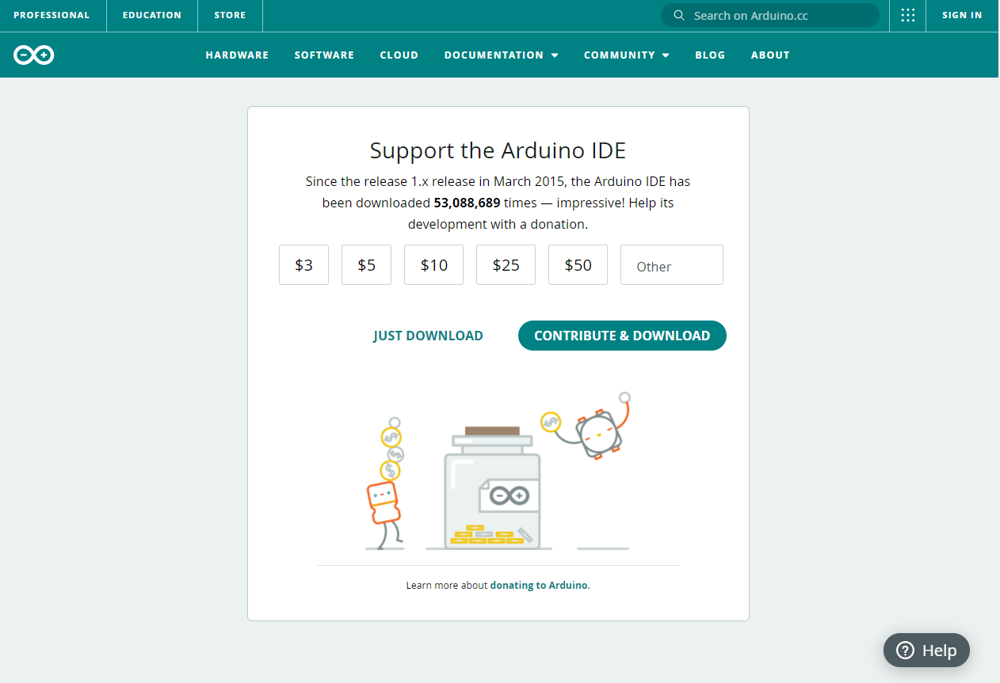 PROFESSIONAL EDUCATION STORE Search on Arduino.cc SIGN IN
HARDWARE SOFTWARE CLOUD DOCUMENTATION COMMUNITY BLOG ABOUT
Support the Arduino IDE
Since the release 1.x release in March 2015, the Arduino IDE has
been downloaded 53,088,689 times — impressive! Help its
development with a donation.
$3 $5 $10 $25 $50 Other
JUST DOWNLOAD CONTRIBUTE & DOWNLOAD
Learn more about donating to Arduino.
Help